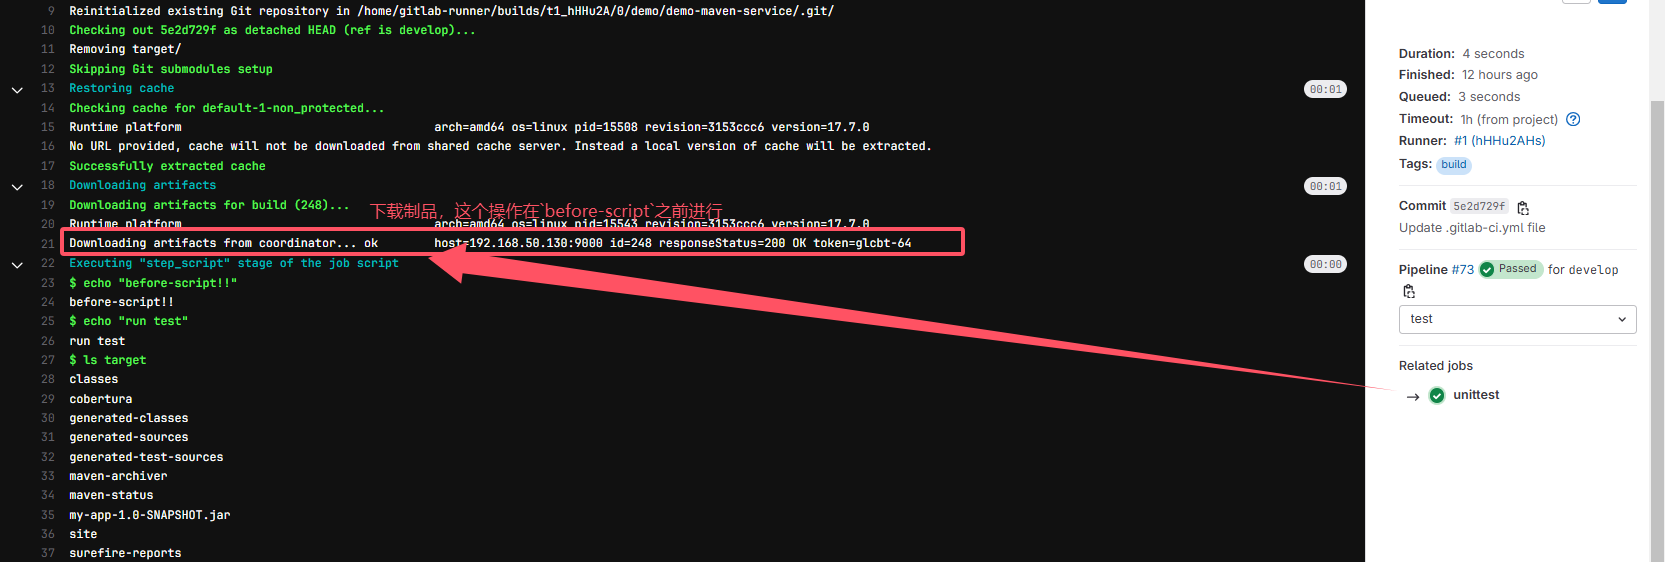 9 Reinitialized existing Git repository in /home/gitlab-runner/builds/t1_hHHu2A/0/demo/demo-maven-service/.git/
10 Checking out 5e2d729f as detached HEAD (ref is develop)...
11 Removing target/
12 Skipping Git submodules setup
13 Restoring cache 00:01
14 Checking cache for default-1-non_protected...
15 Runtime platform arch=amd64 os=linux pid=15508 revision=3153ccc6 version=17.7.0
16 No URL provided, cache will not be downloaded from shared cache server. Instead a local version of cache will be extracted.
17 Successfully extracted cache
18 Downloading artifacts 00:01
19 Downloading artifacts for build (248)...
下载制品，这个操作在`before-script`之前进行
20 Runtime platform arch=amd64 os=linux pid=15543 revision=3153ccc6 version=17.7.0
21 Downloading artifacts from coordinator... ok host=192.168.50.130:9000 id=248 responseStatus=200 OK token=glcbt-64
22 Executing "step_script" stage of the job script 00:00
23 $ echo "before-script!!"
24 before-script!!
25 $ echo "run test"
26 run test
27 $ ls target
28 classes
29 cobertura
30 generated-classes
31 generated-sources
32 generated-test-sources
33 maven-archiver
34 maven-status
35 my-app-1.0-SNAPSHOT.jar
36 site
37 surefire-reports
Duration: 4 seconds
Finished: 12 hours ago
Queued: 3 seconds
Timeout: 1h (from project) ?
Runner: #1 (hHHu2AHs)
Tags: build
Commit 5e2d729f
Update .gitlab-ci.yml file
Pipeline #73 Passed for develop
test
Related jobs
→ unittest